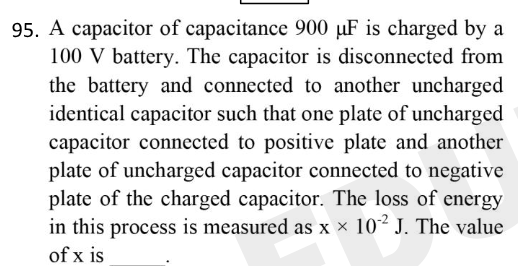 95. A capacitor of capacitance 900 μF is charged by a
100 V battery. The capacitor is disconnected from
the battery and connected to another uncharged
identical capacitor such that one plate of uncharged
capacitor connected to positive plate and another
plate of uncharged capacitor connected to negative
plate of the charged capacitor. The loss of energy
in this process is measured as x × 10⁻² J. The value
of x is ______.